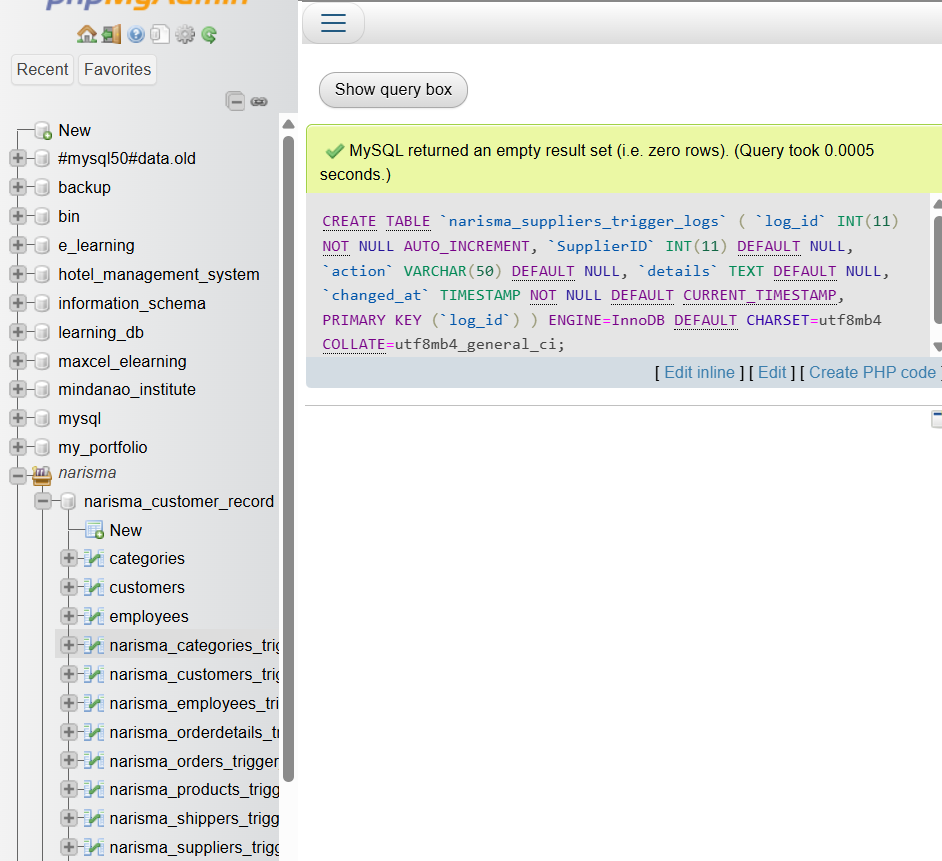 phpMyAdmin
Recent
Favorites
New
#mysql50#data.old
backup
bin
e_learning
hotel_management_system
information_schema
learning_db
maxcel_elearning
mindanao_institute
mysql
my_portfolio
narisma
narisma_customer_record
New
categories
customers
employees
narisma_categories_trig
narisma_customers_trig
narisma_employees_tri
narisma_orderdetails_tr
narisma_orders_trigger
narisma_products_trigg
narisma_shippers_trigg
narisma_suppliers_trigg
Show query box
MySQL returned an empty result set (i.e. zero rows). (Query took 0.0005
seconds.)
CREATE TABLE `narisma_suppliers_trigger_logs` ( `log_id` INT(11)
NOT NULL AUTO_INCREMENT, `SupplierID` INT(11) DEFAULT NULL,
`action` VARCHAR(50) DEFAULT NULL, `details` TEXT DEFAULT NULL,
`changed_at` TIMESTAMP NOT NULL DEFAULT CURRENT_TIMESTAMP,
PRIMARY KEY (`log_id`) ) ENGINE=InnoDB DEFAULT CHARSET=utf8mb4
COLLATE=utf8mb4_general_ci;
[ Edit inline ] [ Edit ] [ Create PHP code ]